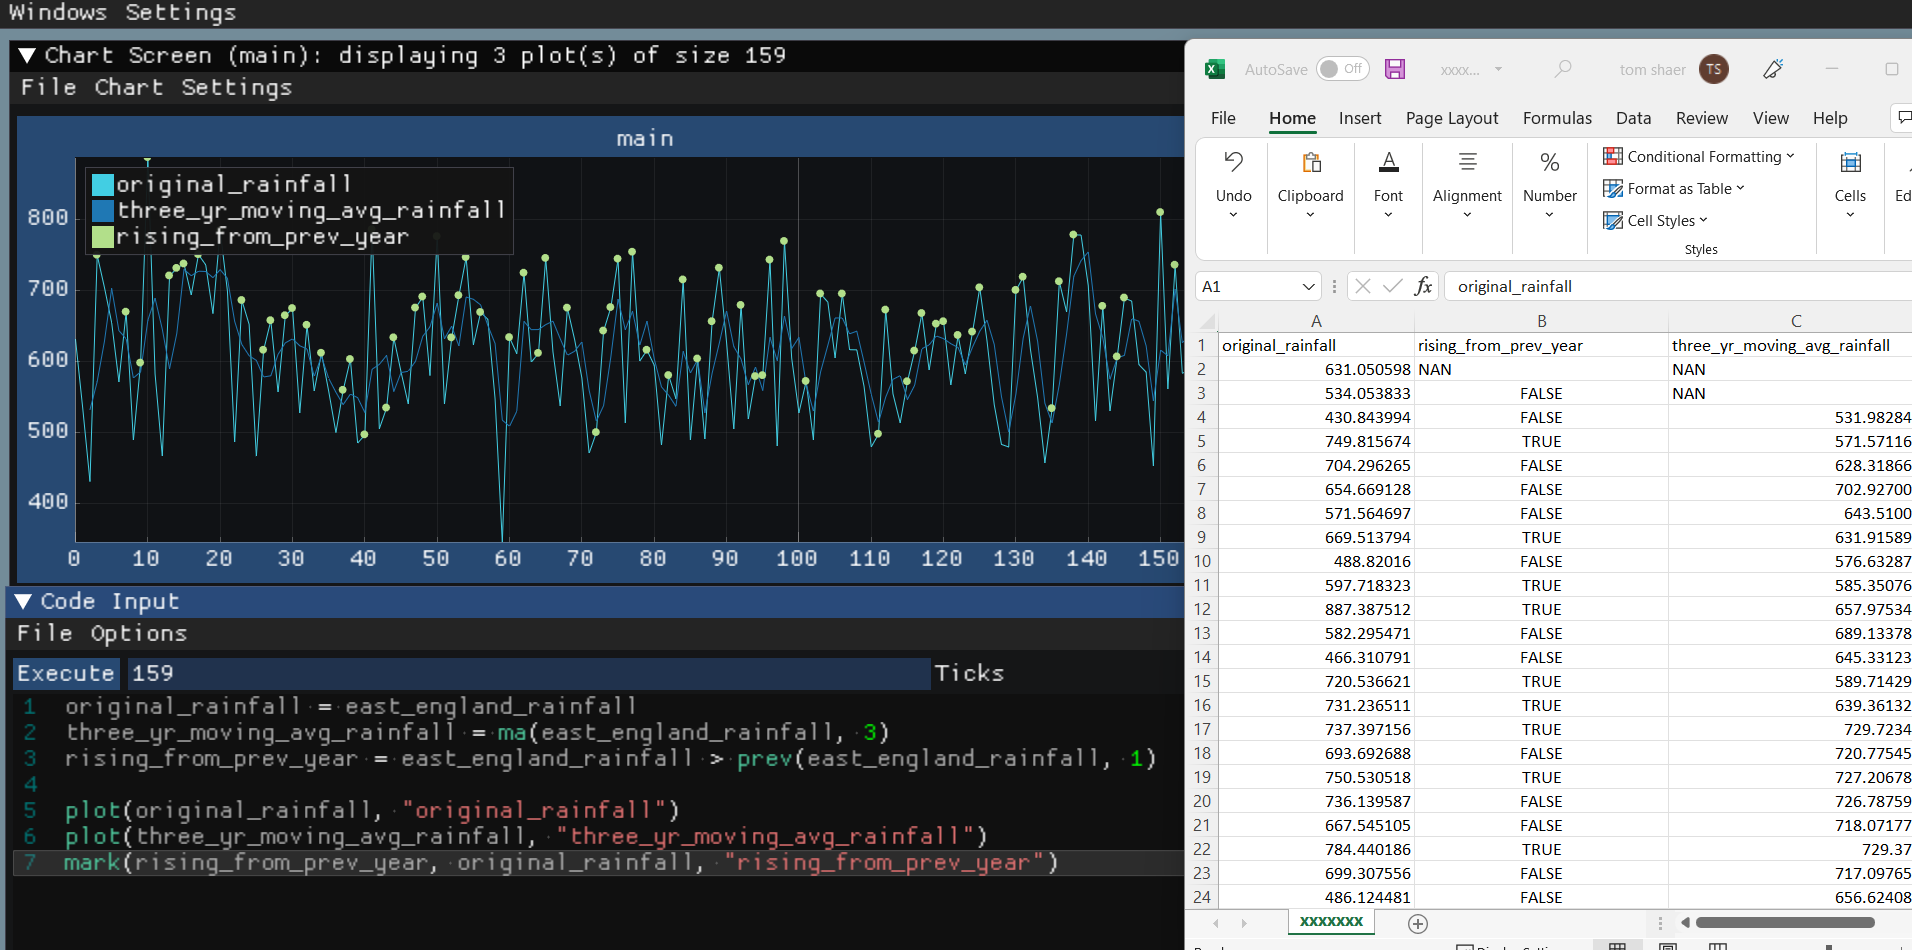 Windows Settings
Chart Screen (main): displaying 3 plot(s) of size 159
File Chart Settings
main
original_rainfall
three_yr_moving_avg_rainfall
rising_from_prev_year
800
700
600
500
400
0 10 20 30 40 50 60 70 80 90 100 110 120 130 140 150
Code Input
File Options
Execute 159 Ticks
1 original_rainfall = east_england_rainfall
2 three_yr_moving_avg_rainfall = ma(east_england_rainfall, 3)
3 rising_from_prev_year = east_england_rainfall > prev(east_england_rainfall, 1)
4
5 plot(original_rainfall, "original_rainfall")
6 plot(three_yr_moving_avg_rainfall, "three_yr_moving_avg_rainfall")
7 mark(rising_from_prev_year, original_rainfall, "rising_from_prev_year")
AutoSave Off xxxx... tom shaer TS
File Home Insert Page Layout Formulas Data Review View Help
Undo Clipboard Font Alignment Number Conditional Formatting Format as Table Cell Styles Styles Cells Ed
A1 fx original_rainfall
A B C
1 original_rainfall rising_from_prev_year three_yr_moving_avg_rainfall
2 631.050598 NAN NAN
3 534.053833 FALSE NAN
4 430.843994 FALSE 531.98284
5 749.815674 TRUE 571.57116
6 704.296265 FALSE 628.31866
7 654.669128 FALSE 702.92700
8 571.564697 FALSE 643.5100
9 669.513794 TRUE 631.91589
10 488.82016 FALSE 576.63287
11 597.718323 TRUE 585.35076
12 887.387512 TRUE 657.97534
13 582.295471 FALSE 689.13378
14 466.310791 FALSE 645.33123
15 720.536621 TRUE 589.71429
16 731.236511 TRUE 639.36132
17 737.397156 TRUE 729.7234
18 693.692688 FALSE 720.77545
19 750.530518 TRUE 727.20678
20 736.139587 FALSE 726.78759
21 667.545105 FALSE 718.07177
22 784.440186 TRUE 729.37
23 699.307556 FALSE 717.09765
24 486.124481 FALSE 656.62408
xxxxxxx